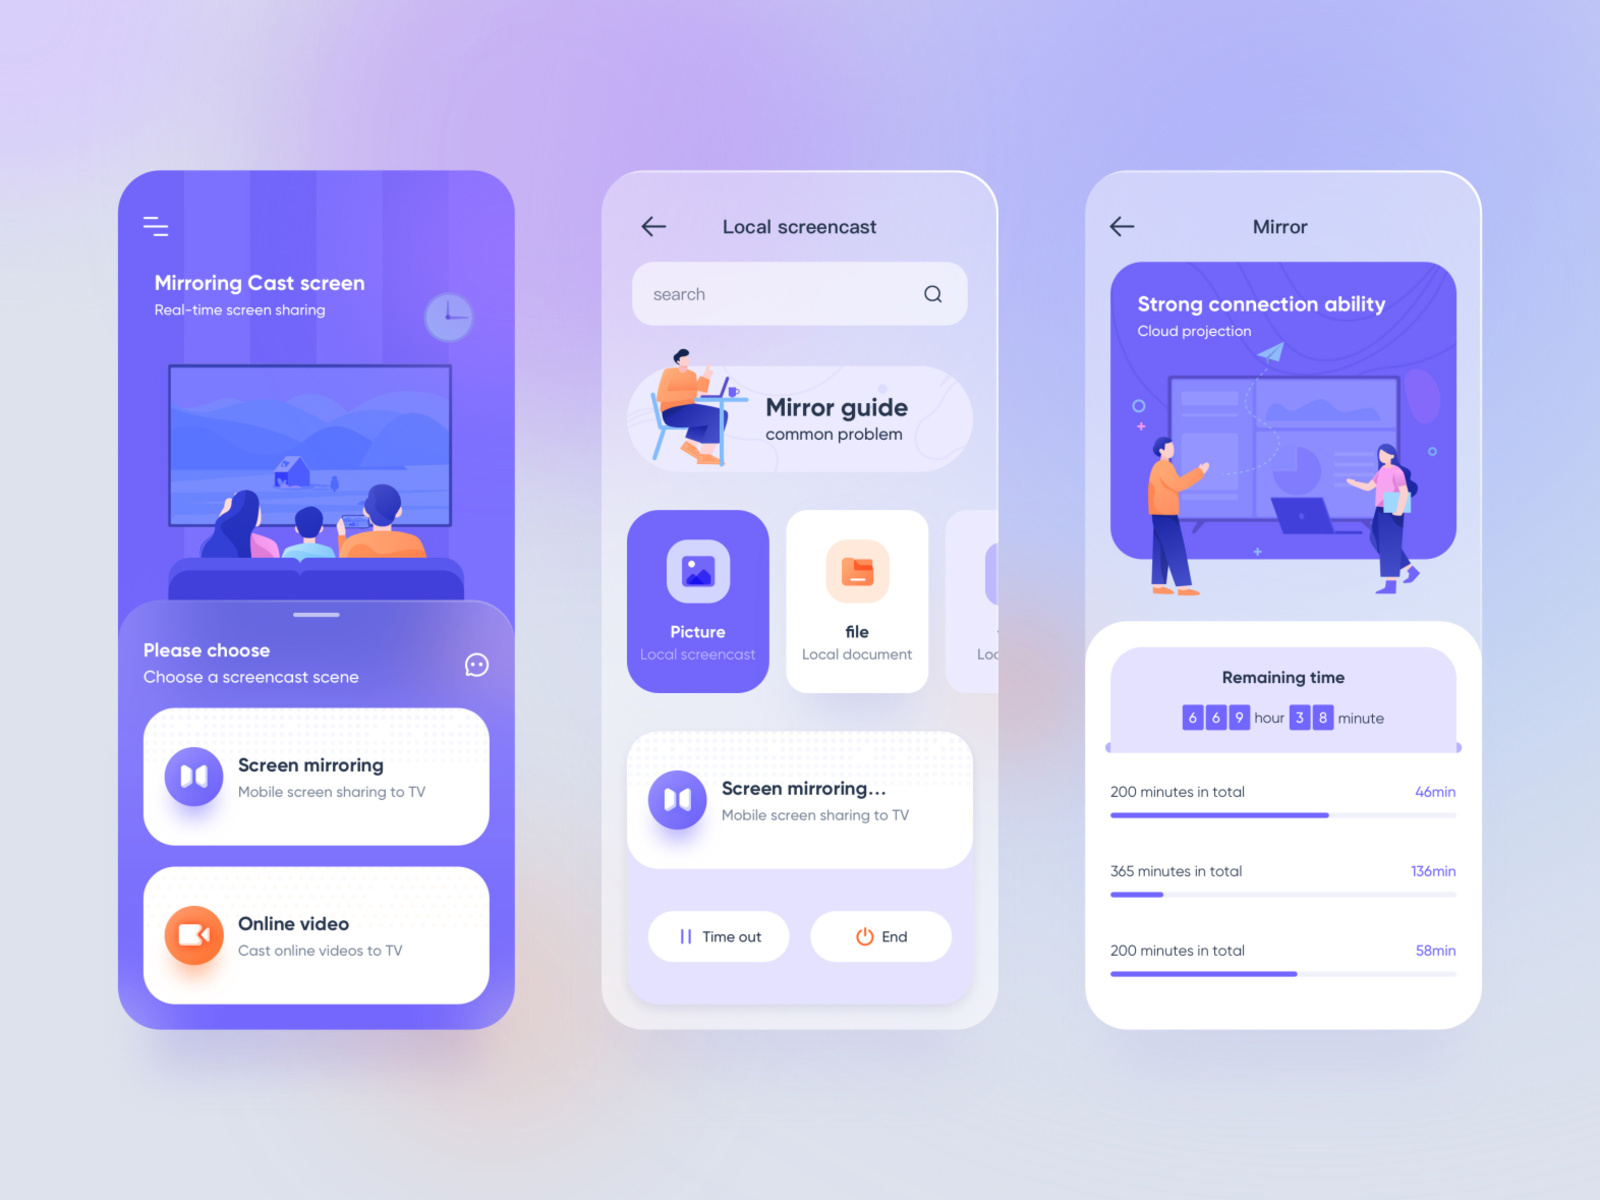 Mirroring Cast screen
Real-time screen sharing
Please choose
Choose a screencast scene
Screen mirroring
Mobile screen sharing to TV
Online video
Cast online videos to TV
Local screencast
search
Mirror guide
common problem
Picture
Local screencast
file
Local document
Loc
Screen mirroring...
Mobile screen sharing to TV
Time out
End
Mirror
Strong connection ability
Cloud projection
Remaining time
6 6 9 hour 3 8 minute
200 minutes in total 46min
365 minutes in total 136min
200 minutes in total 58min